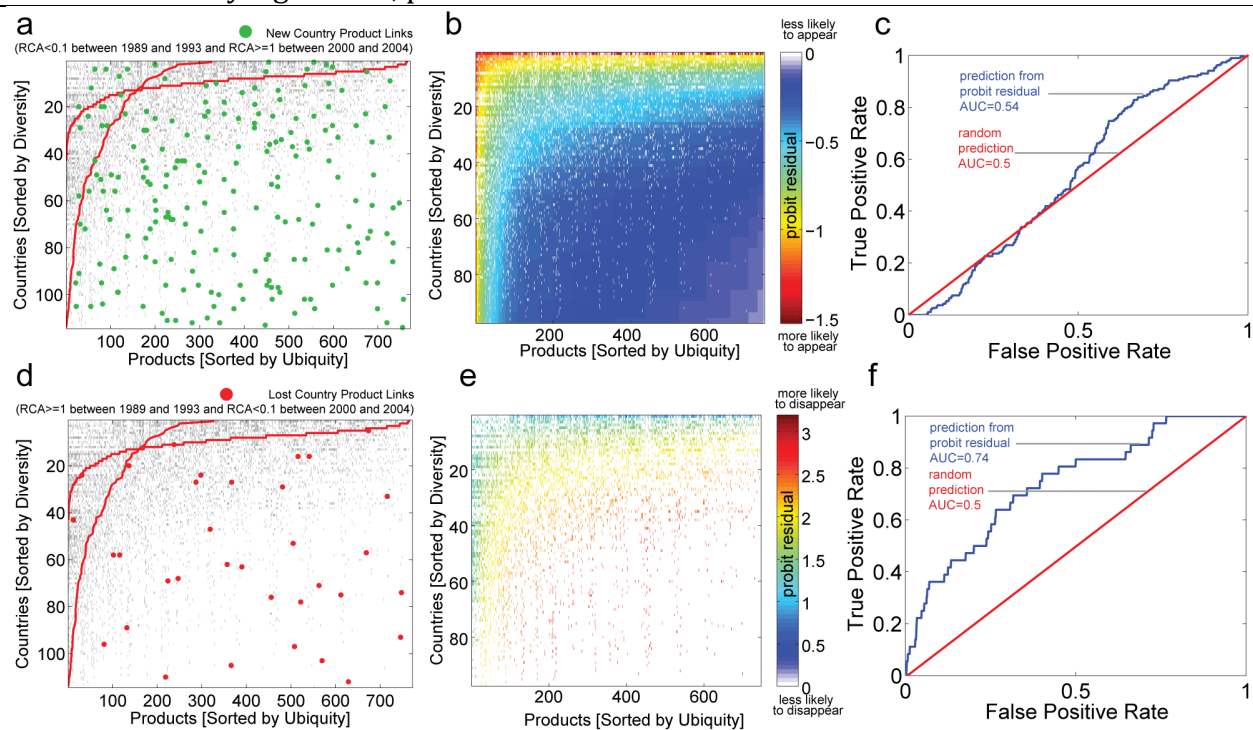 a
New Country Product Links
(RCA<0.1 between 1989 and 1993 and RCA>=1 between 2000 and 2004)
Countries [Sorted by Diversity]
20
40
60
80
100
100 200 300 400 500 600 700
Products [Sorted by Ubiquity]
b
less likely
to appear
Countries [Sorted by Diversity]
20
40
60
80
200 400 600
Products [Sorted by Ubiquity]
probit residual
0
−0.5
−1
−1.5
more likely
to appear
c
True Positive Rate
1
0.8
0.6
0.4
0.2
0
0 0.5 1
False Positive Rate
prediction from
probit residual
AUC=0.54
random
prediction
AUC=0.5
d
Lost Country Product Links
(RCA>=1 between 1989 and 1993 and RCA<0.1 between 2000 and 2004)
Countries [Sorted by Diversity]
20
40
60
80
100
100 200 300 400 500 600 700
Products [Sorted by Ubiquity]
e
more likely
to disappear
Countries [Sorted by Diversity]
20
40
60
80
200 400 600
Products [Sorted by Ubiquity]
probit residual
3
2.5
2
1.5
1
0.5
0
less likely
to disappear
f
True Positive Rate
1
0.8
0.6
0.4
0.2
0
0 0.5 1
False Positive Rate
prediction from
probit residual
AUC=0.74
random
prediction
AUC=0.5